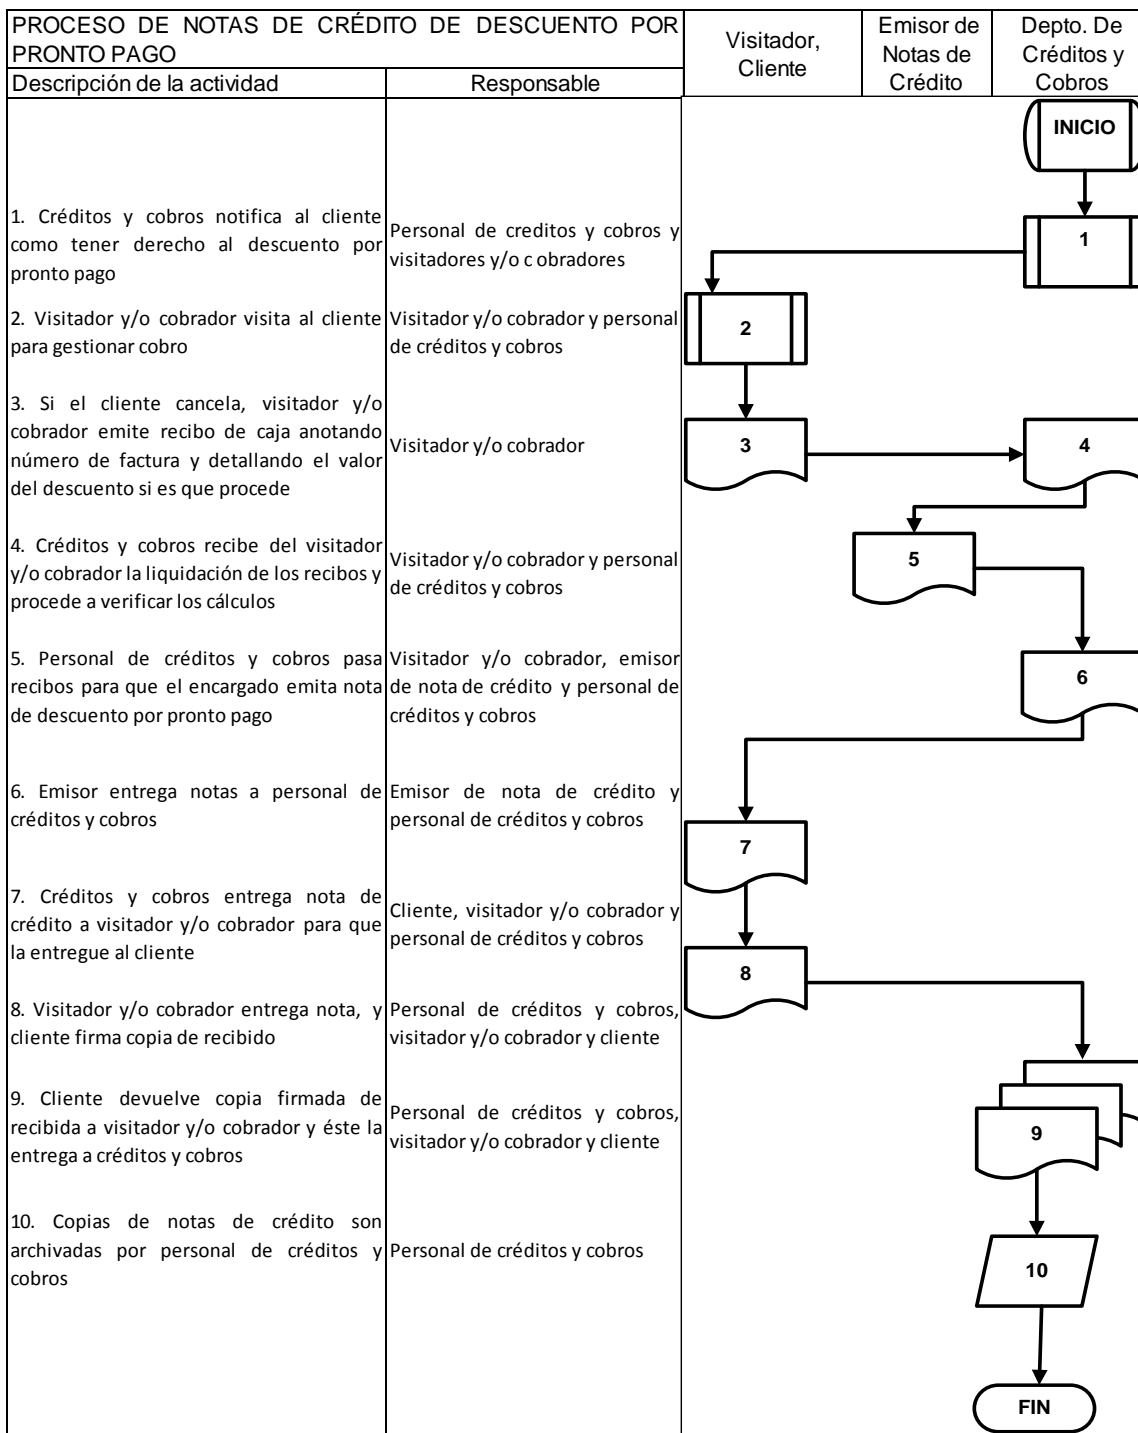 PROCESO DE NOTAS DE CRÉDITO DE DESCUENTO POR
PRONTO PAGO
Visitador,
Cliente
Emisor de
Notas de
Crédito
Depto. De
Créditos y
Cobros
Descripción de la actividad
Responsable
INICIO
1. Créditos y cobros notifica al cliente
como tener derecho al descuento por
pronto pago
Personal de creditos y cobros y
visitadores y/o c obradores
1
2. Visitador y/o cobrador visita al cliente
para gestionar cobro
Visitador y/o cobrador y personal
de créditos y cobros
2
3. Si el cliente cancela, visitador y/o
cobrador emite recibo de caja anotando
número de factura y detallando el valor
del descuento si es que procede
Visitador y/o cobrador
3
4
4. Créditos y cobros recibe del visitador
y/o cobrador la liquidación de los recibos y
procede a verificar los cálculos
Visitador y/o cobrador y personal
de créditos y cobros
5
5. Personal de créditos y cobros pasa
recibos para que el encargado emita nota
de descuento por pronto pago
Visitador y/o cobrador, emisor
de nota de crédito y personal de
créditos y cobros
6
6. Emisor entrega notas a personal de
créditos y cobros
Emisor de nota de crédito y
personal de créditos y cobros
7
7. Créditos y cobros entrega nota de
crédito a visitador y/o cobrador para que
la entregue al cliente
Cliente, visitador y/o cobrador y
personal de créditos y cobros
8
8. Visitador y/o cobrador entrega nota, y
cliente firma copia de recibido
Personal de créditos y cobros,
visitador y/o cobrador y cliente
9. Cliente devuelve copia firmada de
recibida a visitador y/o cobrador y éste la
entrega a créditos y cobros
Personal de créditos y cobros,
visitador y/o cobrador y cliente
9
10. Copias de notas de crédito son
archivadas por personal de créditos y
cobros
Personal de créditos y cobros
10
FIN